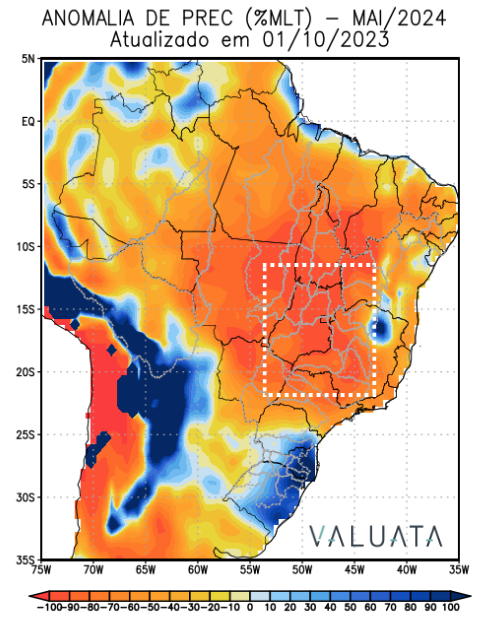 ANOMALIA DE PREC (%MLT) – MAI/2024
Atualizado em 01/10/2023
5N
EQ
5S
10S
15S
20S
25S
30S
35S
VALUATA
75W 70W 65W 60W 55W 50W 45W 40W 35W
-100 -90 -80 -70 -60 -50 -40 -30 -20 -10 0 10 20 30 40 50 60 70 80 90 100